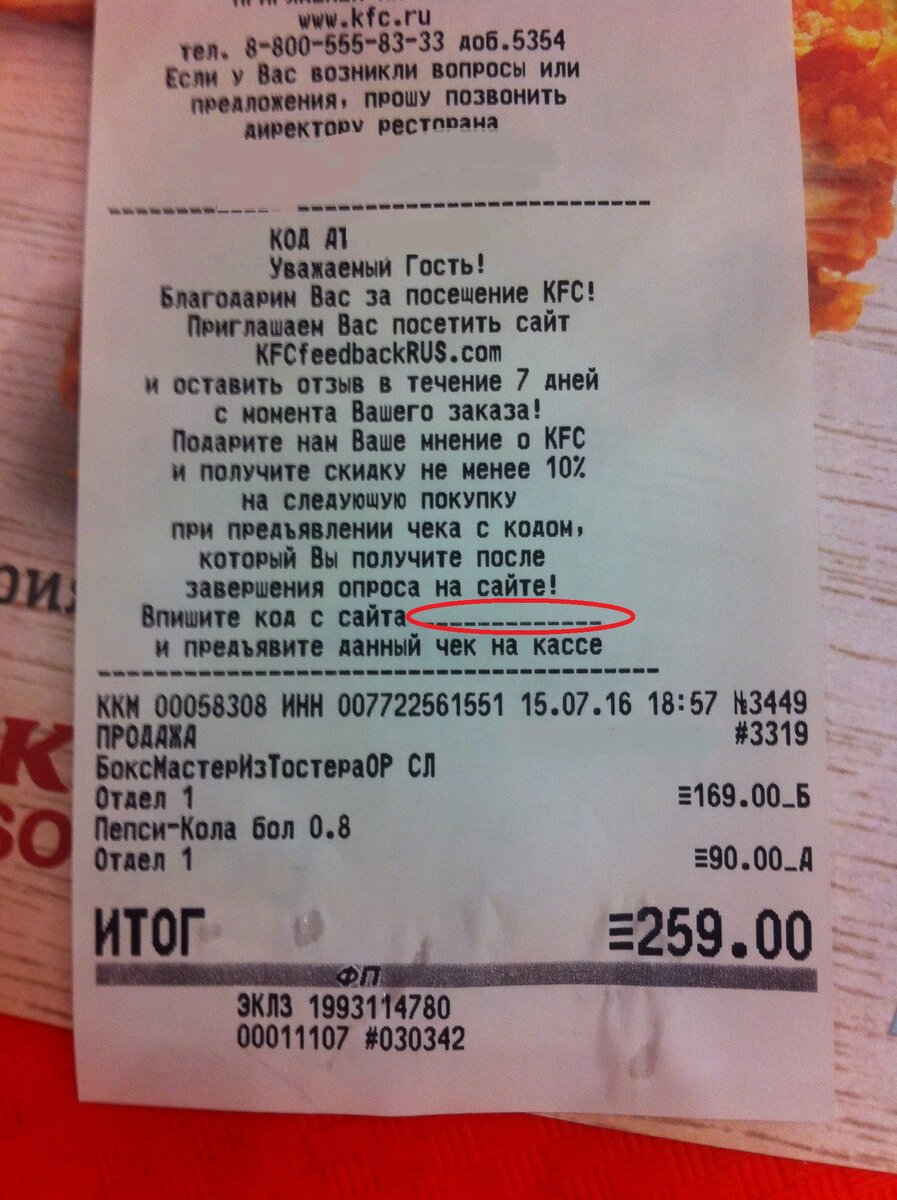 www.kfc.ru
тел. 8-800-555-83-33 доб.5354
Если у Вас возникли вопросы или
предложения, прошу позвонить
директору ресторана
-----------------------------------
КОД А1
Уважаемый Гость!
Благодарим Вас за посещение KFC!
Приглашаем Вас посетить сайт
KFCfeedbackRUS.com
и оставить отзыв в течение 7 дней
с момента Вашего заказа!
Подарите нам Ваше мнение о KFC
и получите скидку не менее 10%
на следующую покупку
при предъявлении чека с кодом,
который Вы получите после
завершения опроса на сайте!
Впишите код с сайта _____________
и предъявите данный чек на кассе
-----------------------------------
ККМ 00058308 ИНН 007722561551 15.07.16 18:57 №3449
ПРОДАЖА #3319
БоксМастерИзТостераОР СЛ
Отдел 1 ≡169.00_Б
Пепси-Кола бол 0.8
Отдел 1 ≡90.00_А
ИТОГ ≡259.00
ФП
ЭКЛЗ 1993114780
00011107 #030342